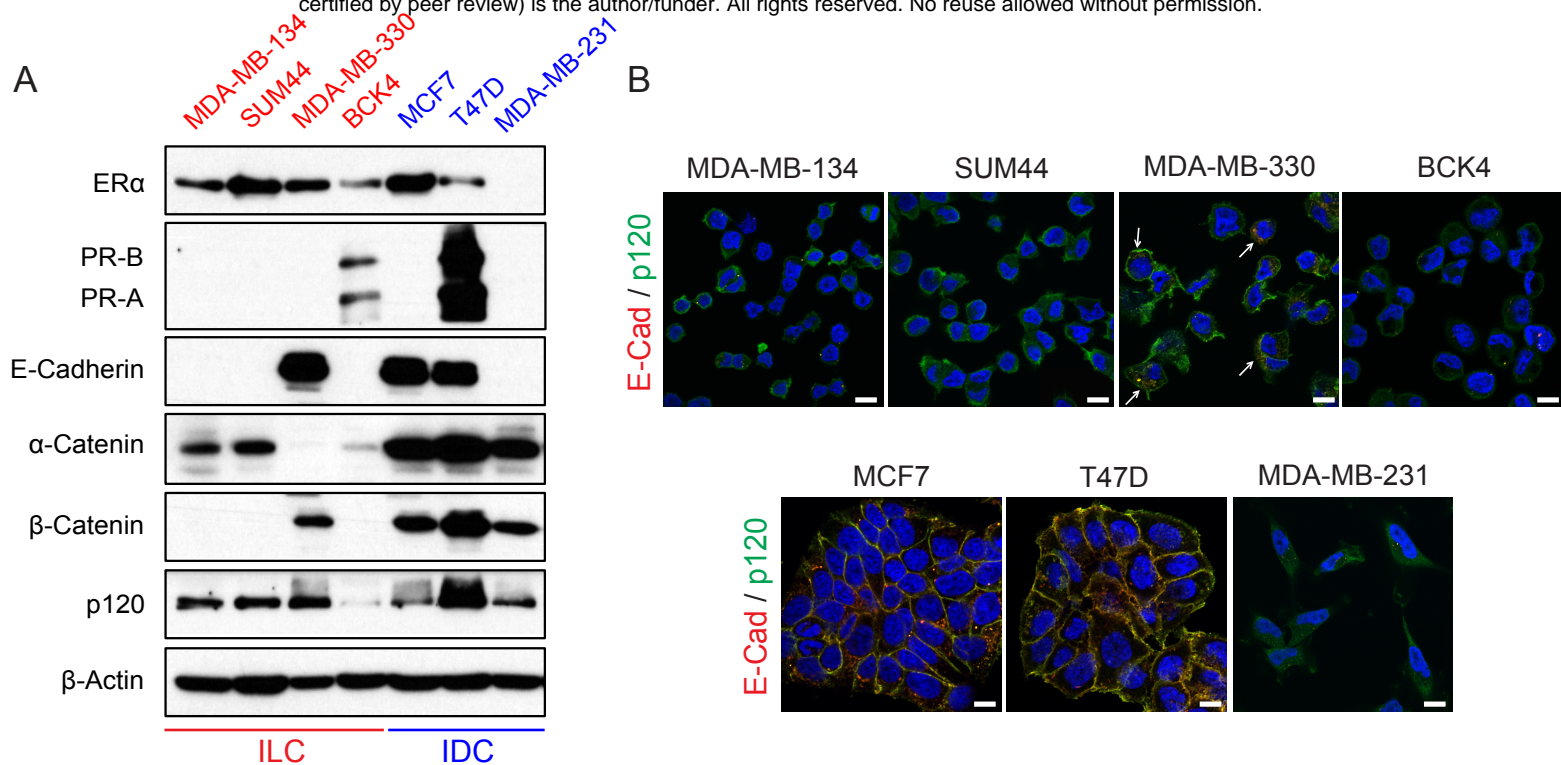 certified by peer review) is the author/funder. All rights reserved. No reuse allowed without permission.
A
MDA-MB-134
SUM44
MDA-MB-330
BCK4
MCF7
T47D
MDA-MB-231
ERα
PR-B
PR-A
E-Cadherin
α-Catenin
β-Catenin
p120
β-Actin
ILC
IDC
B
MDA-MB-134
SUM44
MDA-MB-330
BCK4
E-Cad / p120
MCF7
T47D
MDA-MB-231
E-Cad / p120